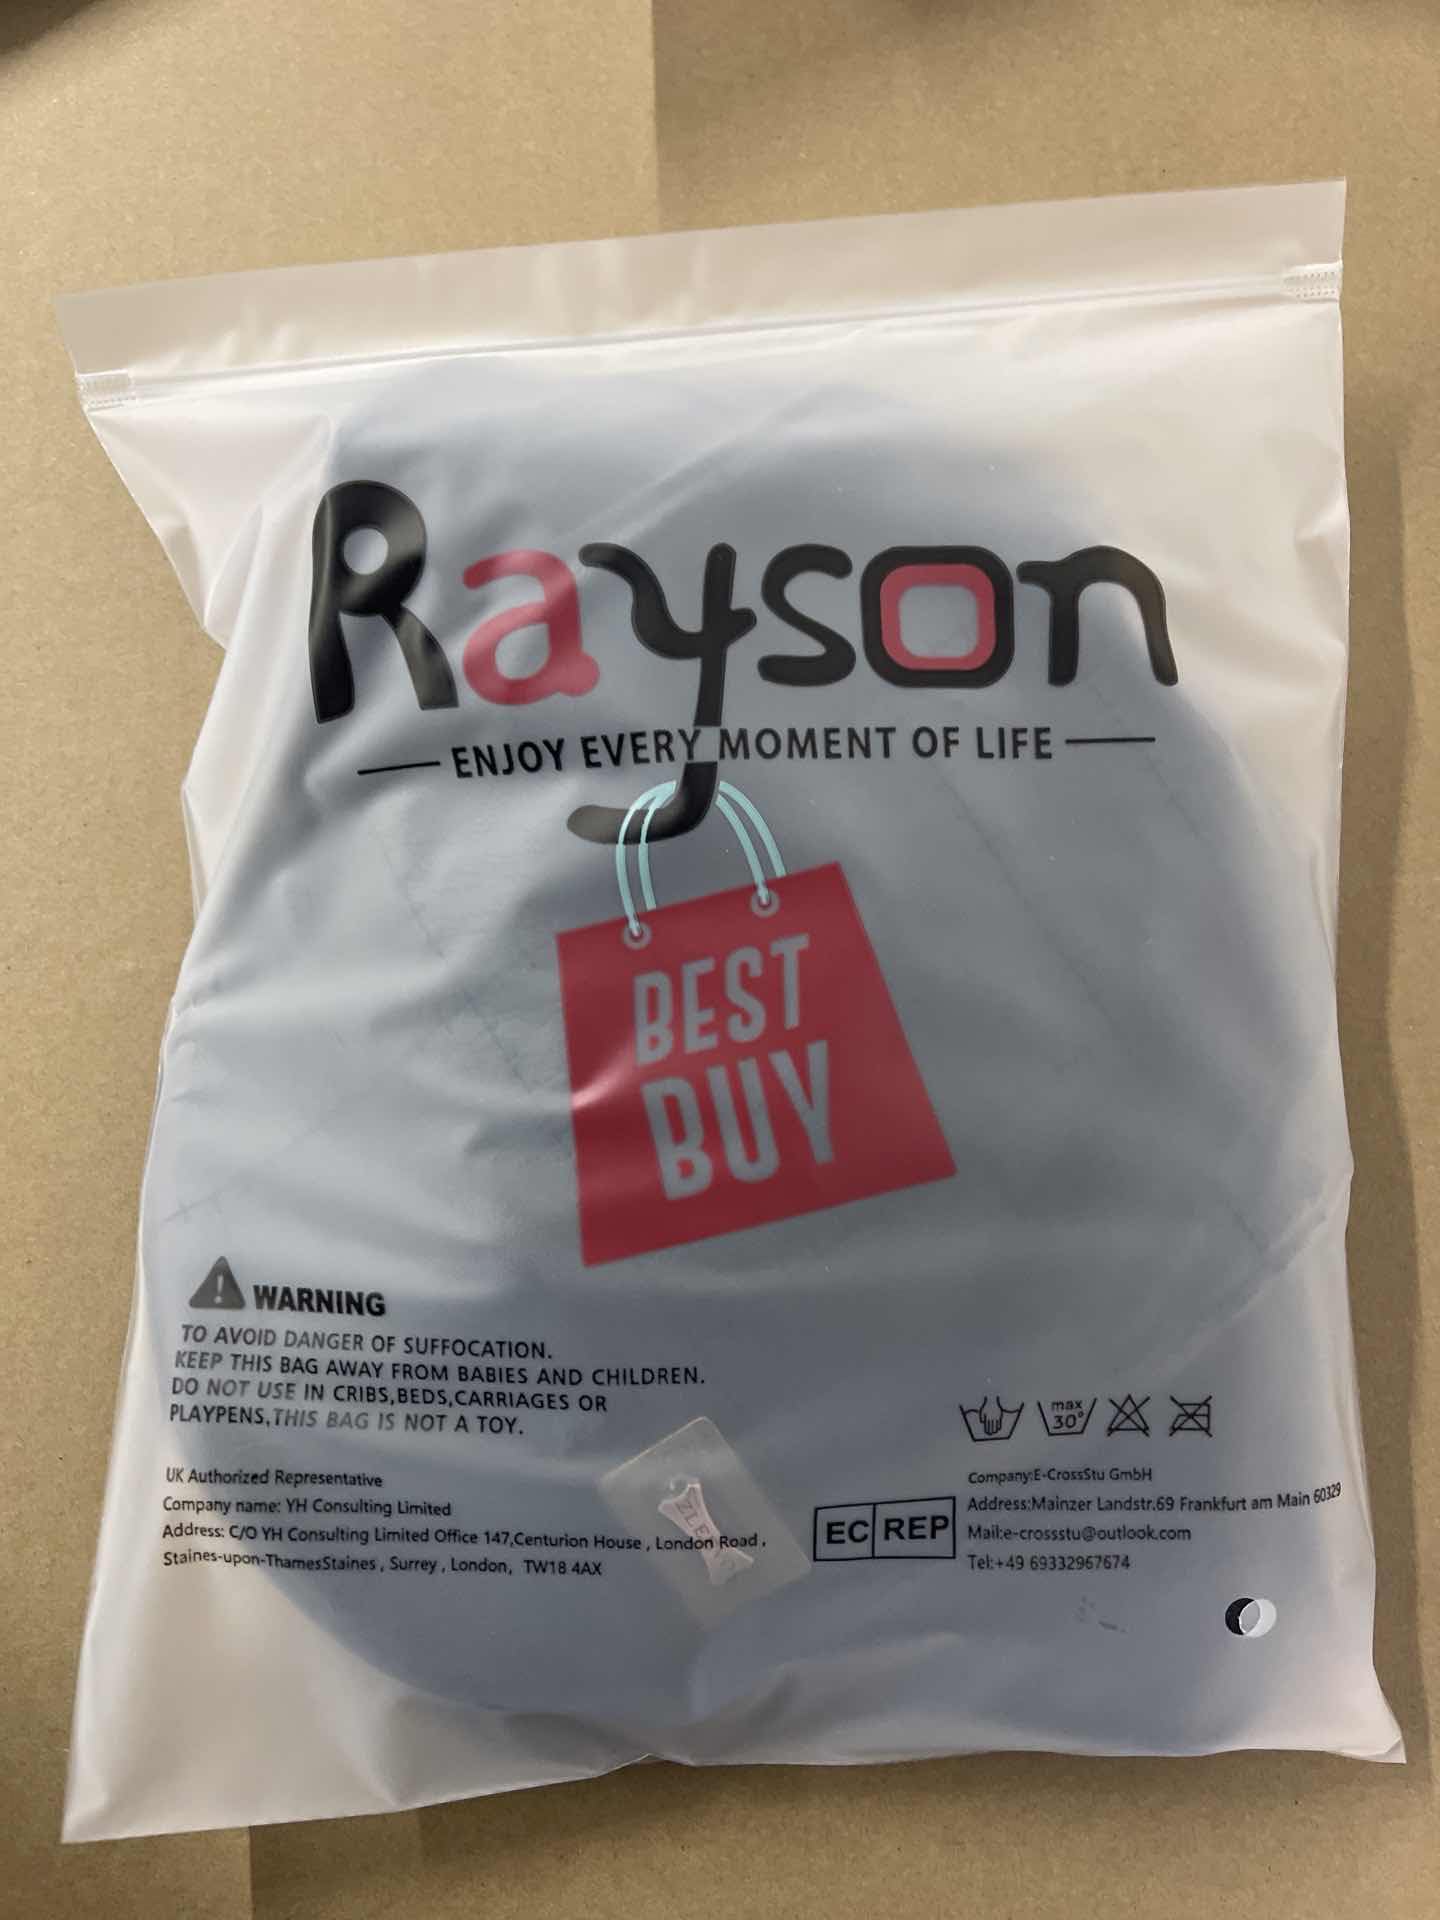 Rayson
ENJOY EVERY MOMENT OF LIFE
BEST
BUY
WARNING
TO AVOID DANGER OF SUFFOCATION.
KEEP THIS BAG AWAY FROM BABIES AND CHILDREN.
DO NOT USE IN CRIBS,BEDS,CARRIAGES OR
PLAYPENS,THIS BAG IS NOT A TOY.
UK Authorized Representative
Company name: YH Consulting Limited
Address: C/O YH Consulting Limited Office 147,Centurion House , London Road ,
Staines-upon-ThamesStaines , Surrey , London, TW18 4AX
max
30°
EC REP
Company:E-CrossStu GmbH
Address:Mainzer Landstr.69 Frankfurt am Main 60329
Mail:e-crossstu@outlook.com
Tel:+49 69332967674